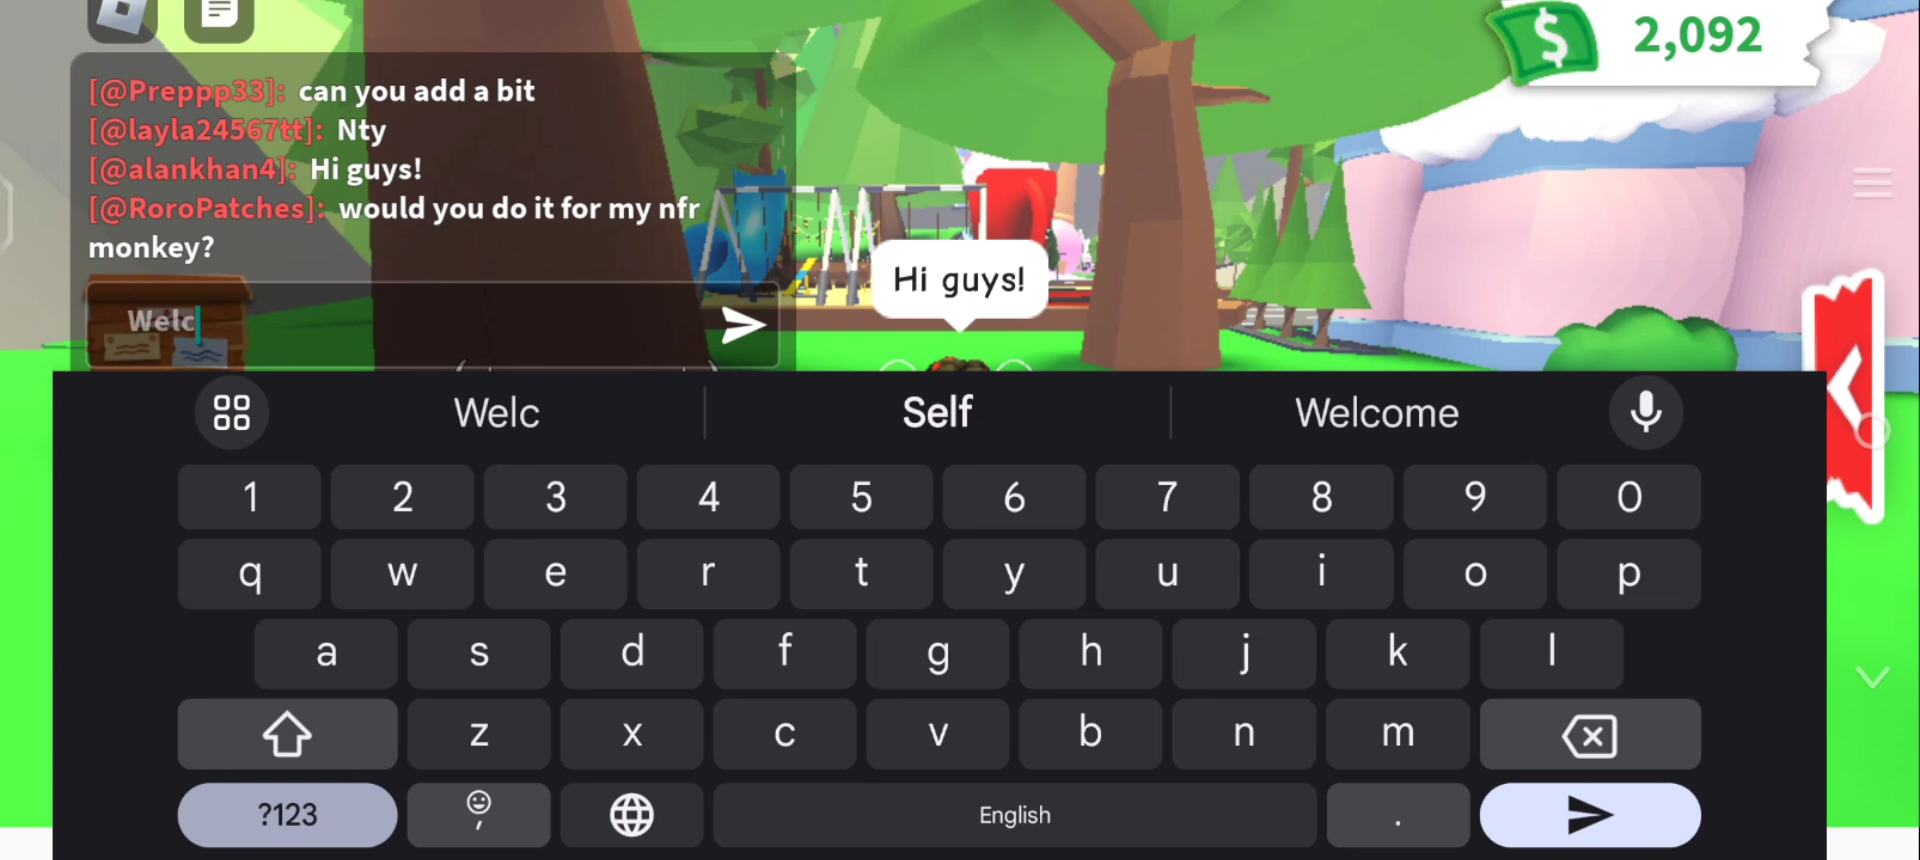 2,092
[@Preppp33]: can you add a bit
[@layla24567tt]: Nty
[@alankhan4]: Hi guys!
[@RoroPatches]: would you do it for my nfr
monkey?
Hi guys!
Welc
Welc Self Welcome
1 2 3 4 5 6 7 8 9 0
q w e r t y u i o p
a s d f g h j k l
z x c v b n m
?123 , English .